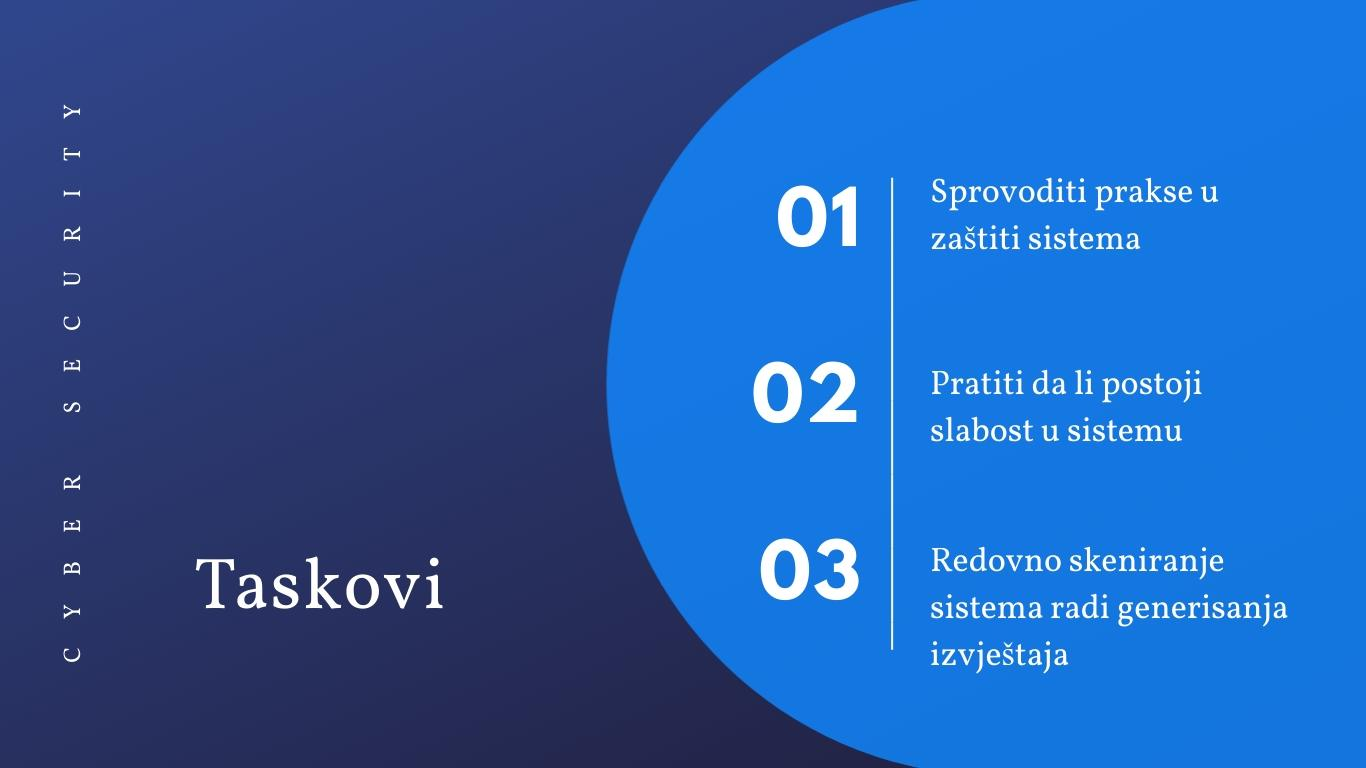 CYBER SECURITY
Taskovi
01
Sprovoditi prakse u
zaštiti sistema
02
Pratiti da li postoji
slabost u sistemu
03
Redovno skeniranje
sistema radi generisanja
izvještaja